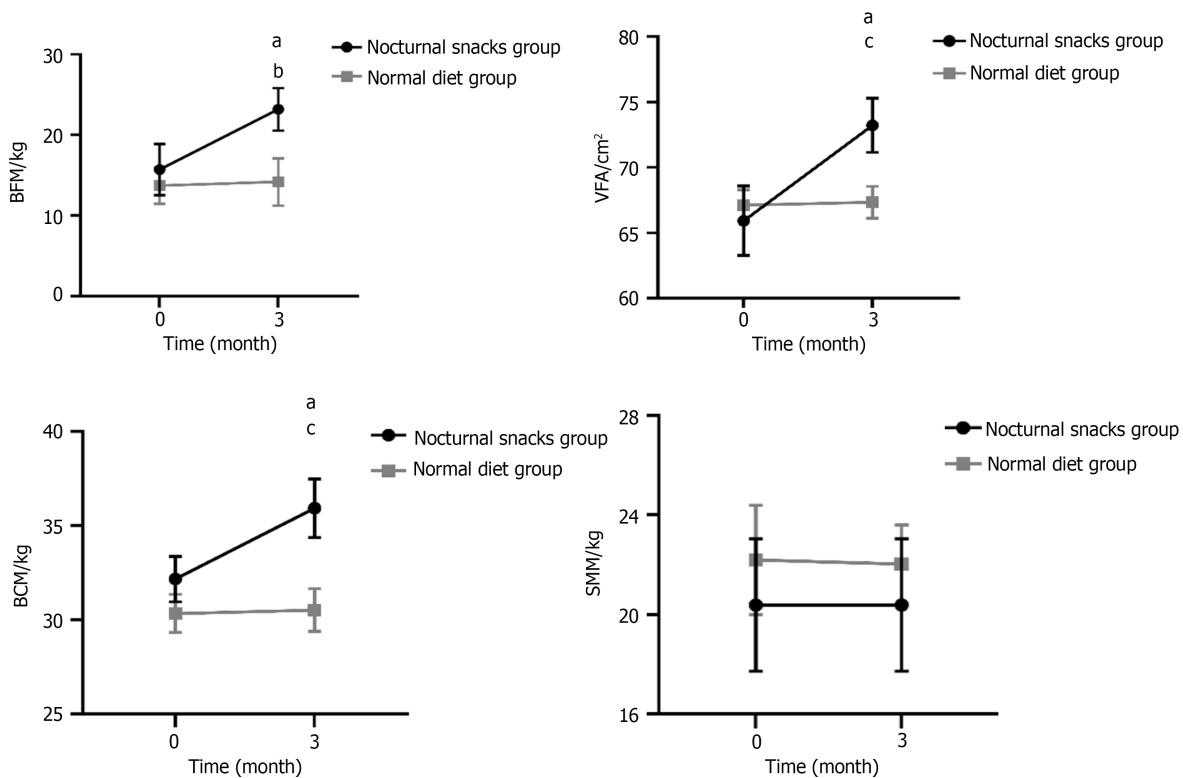 a
b
Nocturnal snacks group
Normal diet group
30
20
10
0
BFM/kg
0 3
Time (month)
a
c
Nocturnal snacks group
Normal diet group
80
75
70
65
60
VFA/cm²
0 3
Time (month)
a
c
Nocturnal snacks group
Normal diet group
40
35
30
25
BCM/kg
0 3
Time (month)
Nocturnal snacks group
Normal diet group
28
24
20
16
SMM/kg
0 3
Time (month)